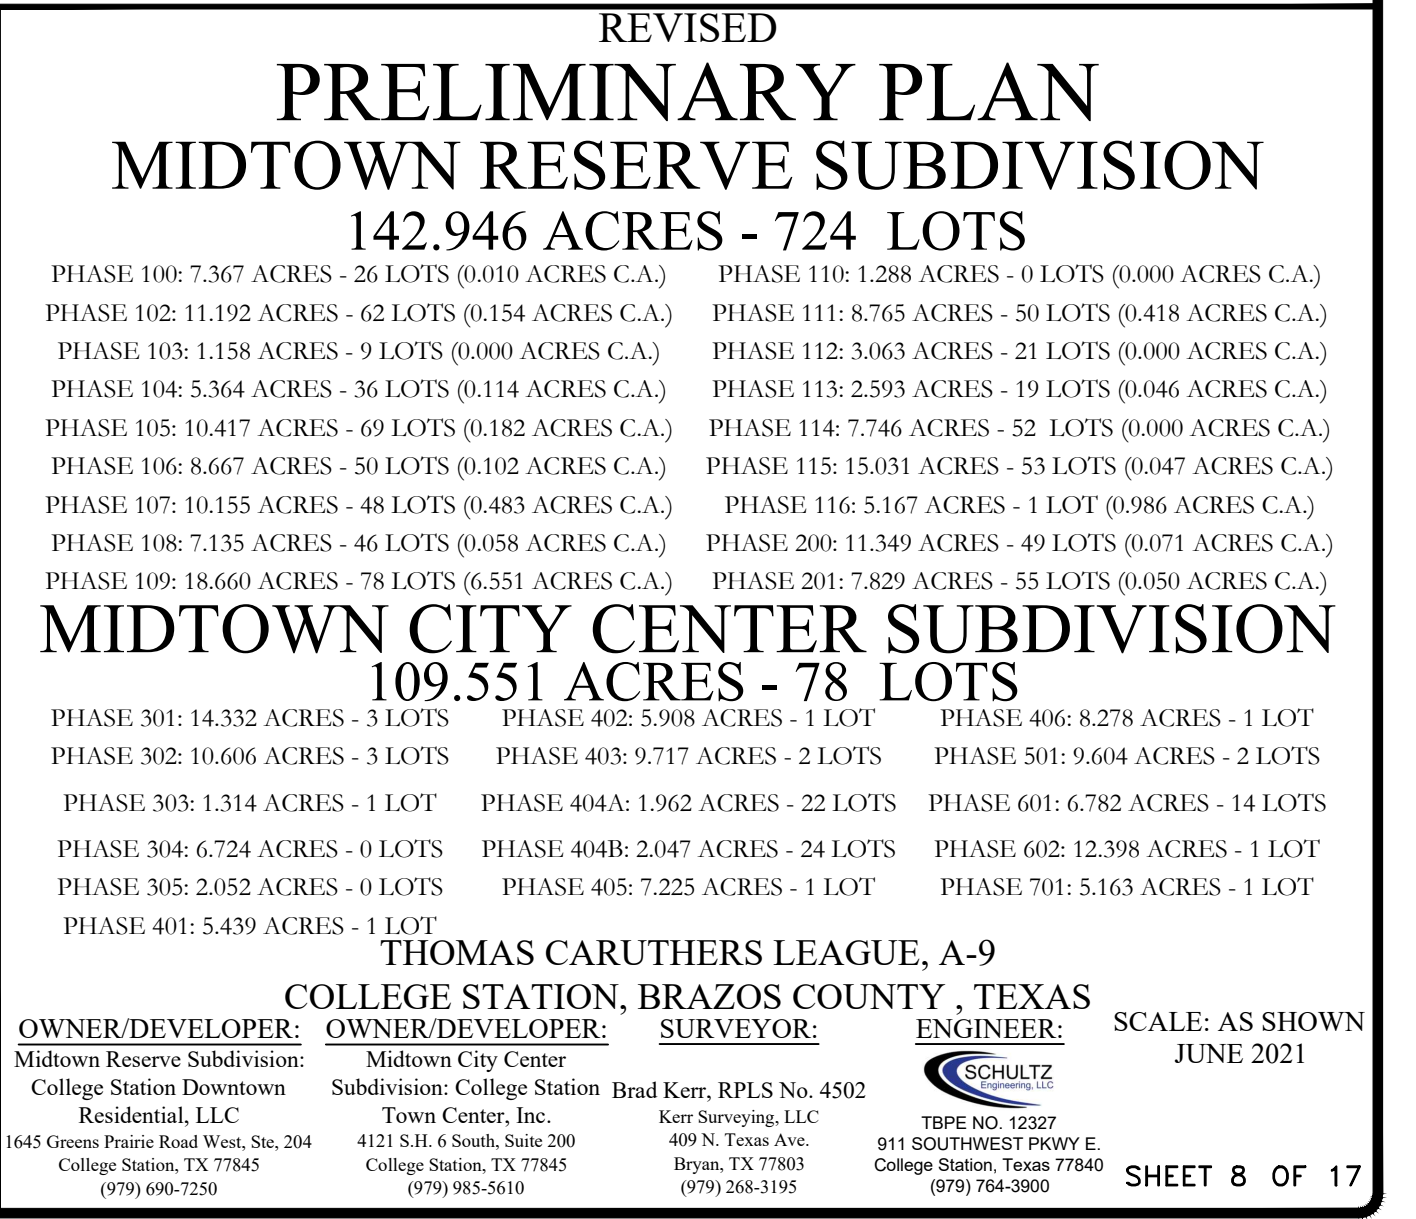 REVISED
PRELIMINARY PLAN
MIDTOWN RESERVE SUBDIVISION
142.946 ACRES - 724 LOTS
PHASE 100: 7.367 ACRES - 26 LOTS (0.010 ACRES C.A.)
PHASE 102: 11.192 ACRES - 62 LOTS (0.154 ACRES C.A.)
PHASE 103: 1.158 ACRES - 9 LOTS (0.000 ACRES C.A.)
PHASE 104: 5.364 ACRES - 36 LOTS (0.114 ACRES C.A.)
PHASE 105: 10.417 ACRES - 69 LOTS (0.182 ACRES C.A.)
PHASE 106: 8.667 ACRES - 50 LOTS (0.102 ACRES C.A.)
PHASE 107: 10.155 ACRES - 48 LOTS (0.483 ACRES C.A.)
PHASE 108: 7.135 ACRES - 46 LOTS (0.058 ACRES C.A.)
PHASE 109: 18.660 ACRES - 78 LOTS (6.551 ACRES C.A.)
PHASE 110: 1.288 ACRES - 0 LOTS (0.000 ACRES C.A.)
PHASE 111: 8.765 ACRES - 50 LOTS (0.418 ACRES C.A.)
PHASE 112: 3.063 ACRES - 21 LOTS (0.000 ACRES C.A.)
PHASE 113: 2.593 ACRES - 19 LOTS (0.046 ACRES C.A.)
PHASE 114: 7.746 ACRES - 52 LOTS (0.000 ACRES C.A.)
PHASE 115: 15.031 ACRES - 53 LOTS (0.047 ACRES C.A.)
PHASE 116: 5.167 ACRES - 1 LOT (0.986 ACRES C.A.)
PHASE 200: 11.349 ACRES - 49 LOTS (0.071 ACRES C.A.)
PHASE 201: 7.829 ACRES - 55 LOTS (0.050 ACRES C.A.)
MIDTOWN CITY CENTER SUBDIVISION
109.551 ACRES - 78 LOTS
PHASE 301: 14.332 ACRES - 3 LOTS
PHASE 302: 10.606 ACRES - 3 LOTS
PHASE 303: 1.314 ACRES - 1 LOT
PHASE 304: 6.724 ACRES - 0 LOTS
PHASE 305: 2.052 ACRES - 0 LOTS
PHASE 401: 5.439 ACRES - 1 LOT
PHASE 402: 5.908 ACRES - 1 LOT
PHASE 403: 9.717 ACRES - 2 LOTS
PHASE 404A: 1.962 ACRES - 22 LOTS
PHASE 404B: 2.047 ACRES - 24 LOTS
PHASE 405: 7.225 ACRES - 1 LOT
PHASE 406: 8.278 ACRES - 1 LOT
PHASE 501: 9.604 ACRES - 2 LOTS
PHASE 601: 6.782 ACRES - 14 LOTS
PHASE 602: 12.398 ACRES - 1 LOT
PHASE 701: 5.163 ACRES - 1 LOT
THOMAS CARUTHERS LEAGUE, A-9
COLLEGE STATION, BRAZOS COUNTY , TEXAS
OWNER/DEVELOPER:
Midtown Reserve Subdivision:
College Station Downtown
Residential, LLC
1645 Greens Prairie Road West, Ste, 204
College Station, TX 77845
(979) 690-7250
OWNER/DEVELOPER:
Midtown City Center
Subdivision: College Station
Town Center, Inc.
4121 S.H. 6 South, Suite 200
College Station, TX 77845
(979) 985-5610
SURVEYOR:
Brad Kerr, RPLS No. 4502
Kerr Surveying, LLC
409 N. Texas Ave.
Bryan, TX 77803
(979) 268-3195
ENGINEER:
SCHULTZ
Engineering, LLC
TBPE NO. 12327
911 SOUTHWEST PKWY E.
College Station, Texas 77840
(979) 764-3900
SCALE: AS SHOWN
JUNE 2021
SHEET 8 OF 17